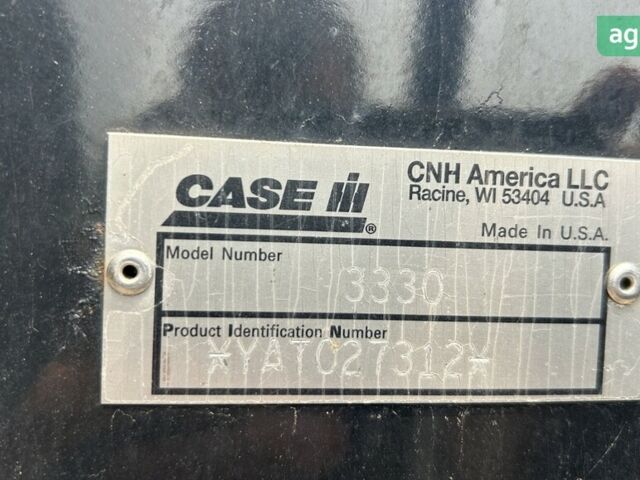 ag
CASE IH®
CNH America LLC
Racine, WI 53404 U.S.A
Made In U.S.A.
Model Number
3330
Product Identification Number
*YAT027312*